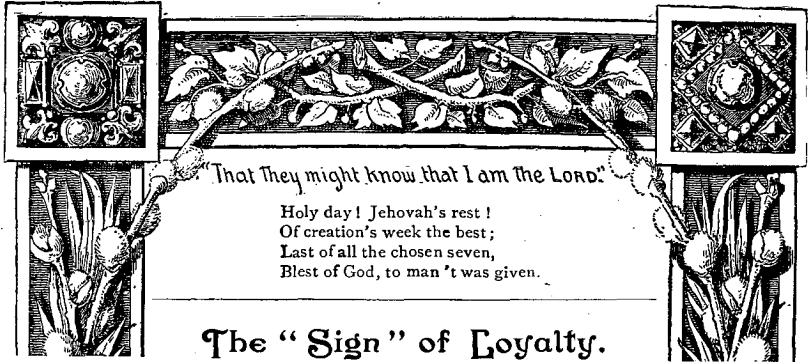 "That They might know that I am the LORD."
Holy day! Jehovah's rest!
Of creation's week the best;
Last of all the chosen seven,
Blest of God, to man 't was given.
The "Sign" of Loyalty.